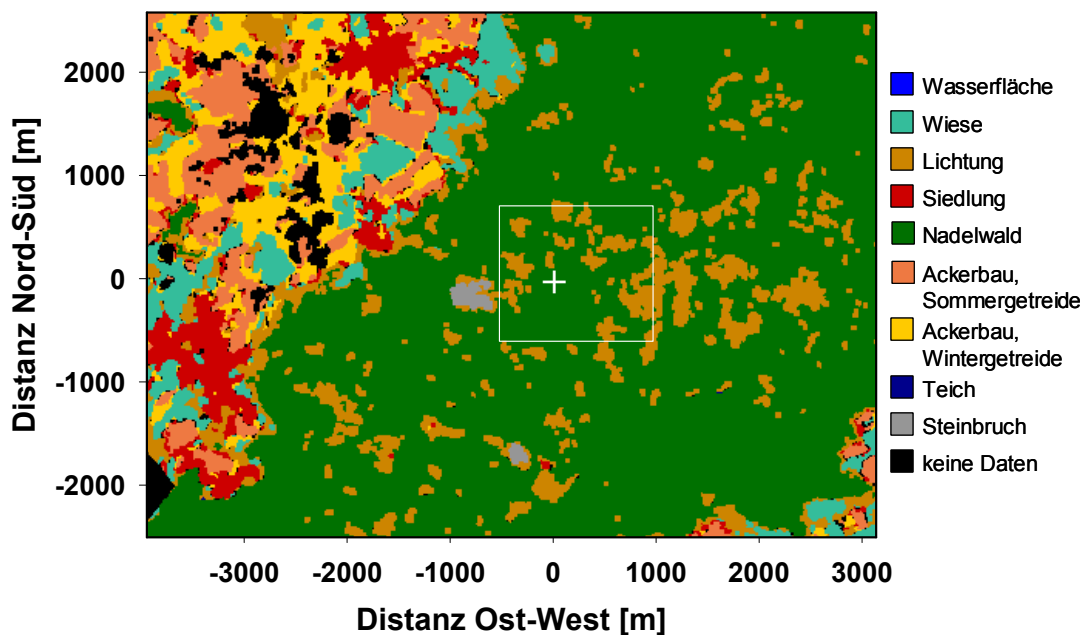 Distanz Nord-Süd [m]
2000
1000
0
-1000
-2000
-3000
-2000
-1000
0
1000
2000
3000
Distanz Ost-West [m]
Wasserfläche
Wiese
Lichtung
Siedlung
Nadelwald
Ackerbau,
Sommergetreide
Ackerbau,
Wintergetreide
Teich
Steinbruch
keine Daten